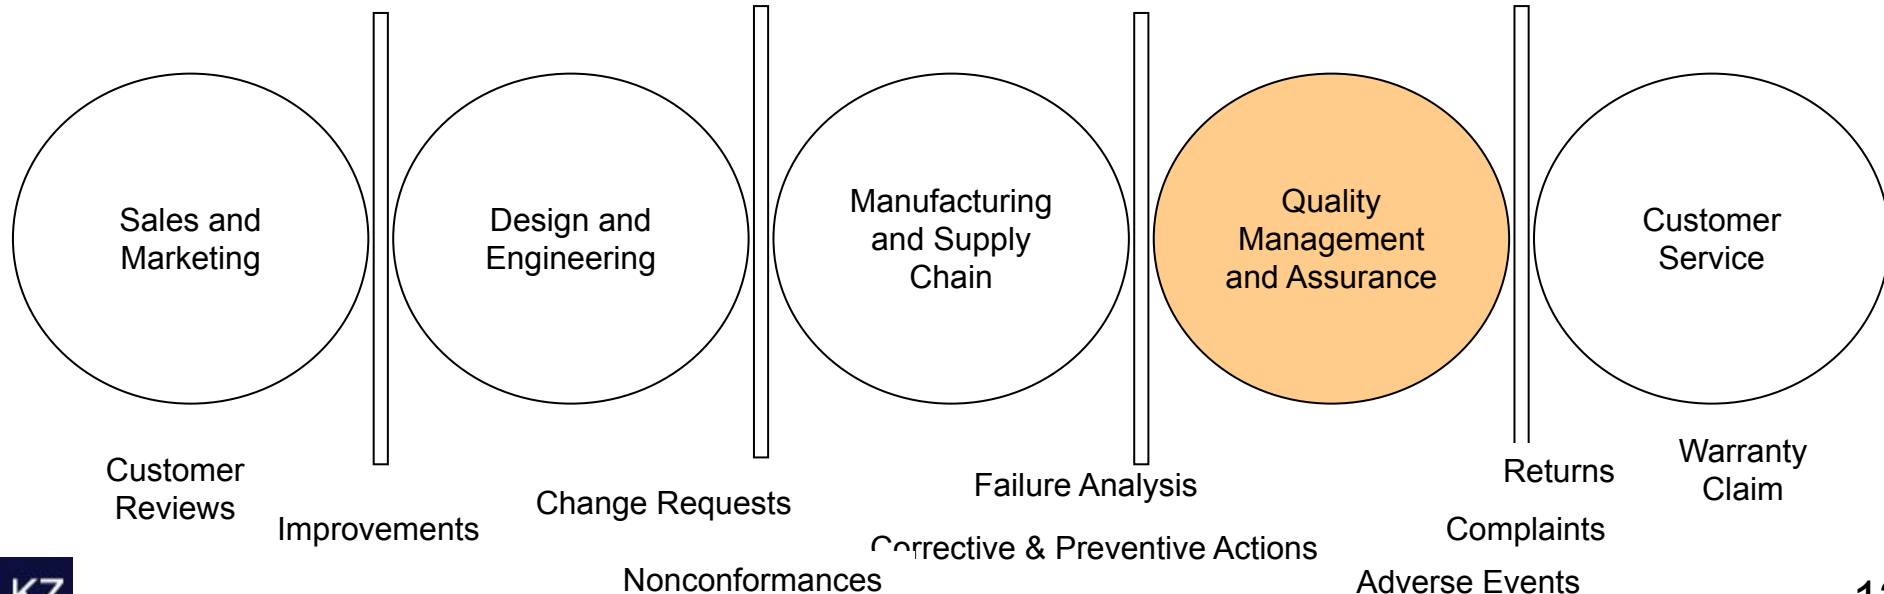 Sales and
Marketing
Design and
Engineering
Manufacturing
and Supply
Chain
Quality
Management
and Assurance
Customer
Service
Customer
Reviews
Improvements
Change Requests
Nonconformances
Failure Analysis
Corrective & Preventive Actions
Returns
Complaints
Adverse Events
Warranty
Claim